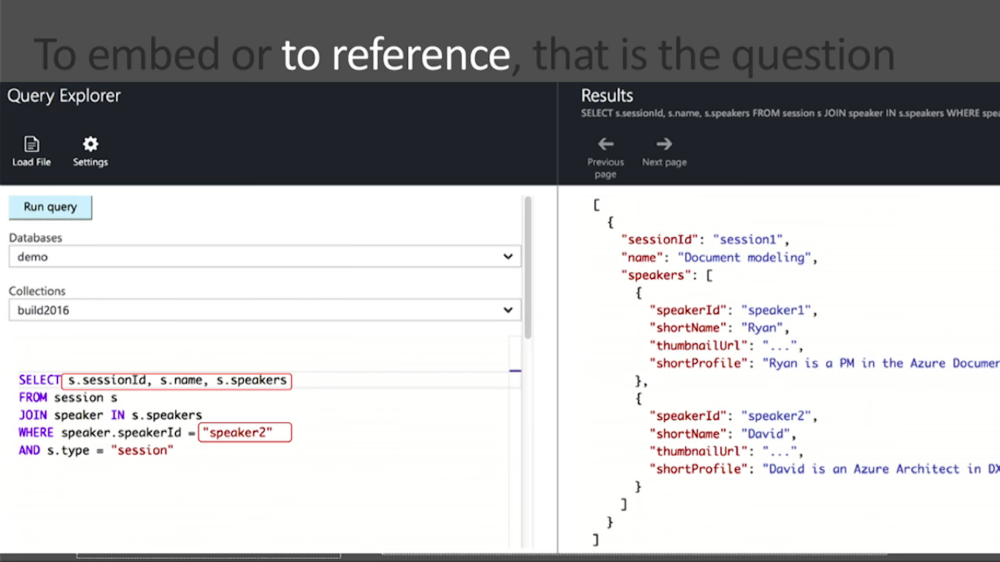 To embed or to reference, that is the question
Query Explorer
Load File
Settings
Run query
Databases
demo
Collections
build2016
SELECT s.sessionId, s.name, s.speakers
FROM session s
JOIN speaker IN s.speakers
WHERE speaker.speakerId = "speaker2"
AND s.type = "session"
Results
SELECT s.sessionId, s.name, s.speakers FROM session s JOIN speaker IN s.speakers WHERE spea
Previous page
Next page
[
{
"sessionId": "session1",
"name": "Document modeling",
"speakers": [
{
"speakerId": "speaker1",
"shortName": "Ryan",
"thumbnailUrl": "...",
"shortProfile": "Ryan is a PM in the Azure Documen
},
{
"speakerId": "speaker2",
"shortName": "David",
"thumbnailUrl": "...",
"shortProfile": "David is an Azure Architect in DX
}
]
}
]